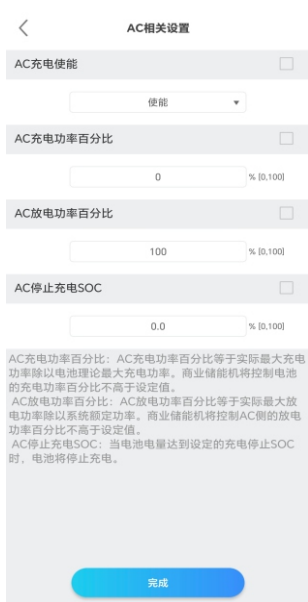 AC相关设置
AC充电使能
使能
AC充电功率百分比
0 % [0,100]
AC放电功率百分比
100 % [0,100]
AC停止充电SOC
0.0 % [0,100]
AC充电功率百分比：AC充电功率百分比等于实际最大充电
功率除以电池理论最大充电功率。商业储能机将控制电池
的充电功率百分比不高于设定值。
AC放电功率百分比：AC放电功率百分比等于实际最大放
电功率除以系统额定功率。商业储能机将控制AC侧的放电
功率百分比不高于设定值。
AC停止充电SOC：当电池电量达到设定的充电停止SOC
时，电池将停止充电。
完成